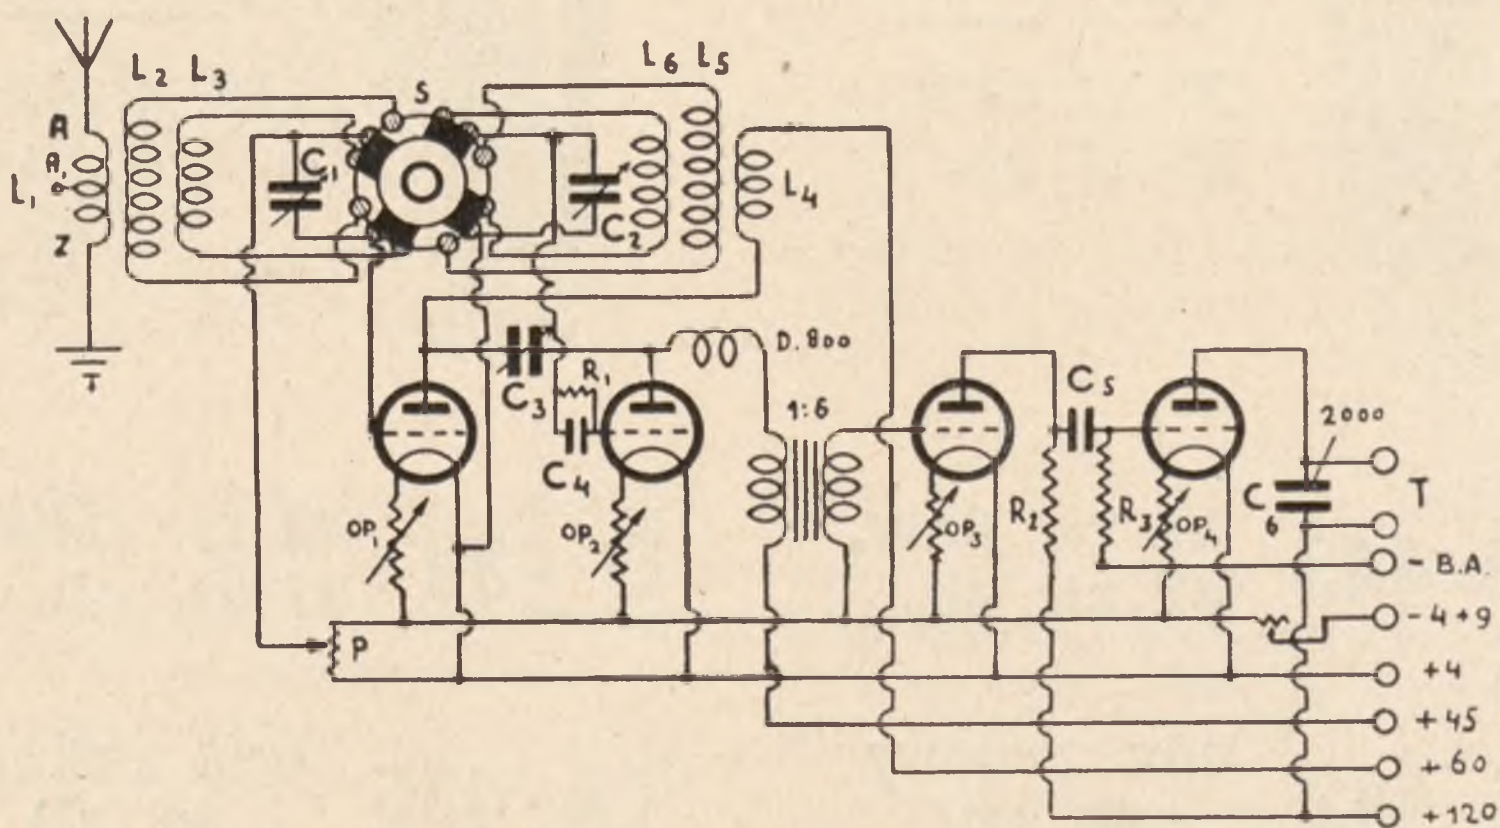 L2 L3
S
L6 L5
A
A1
L1
Z
C1
C2
L4
T
C3
R1
D. 800
C4
1:6
C5
2000
OP1
OP2
OP3
R2
R3
OP4
C6
T
- B.A.
P
- 4 + 9
+ 4
+ 45
+ 60
+ 120